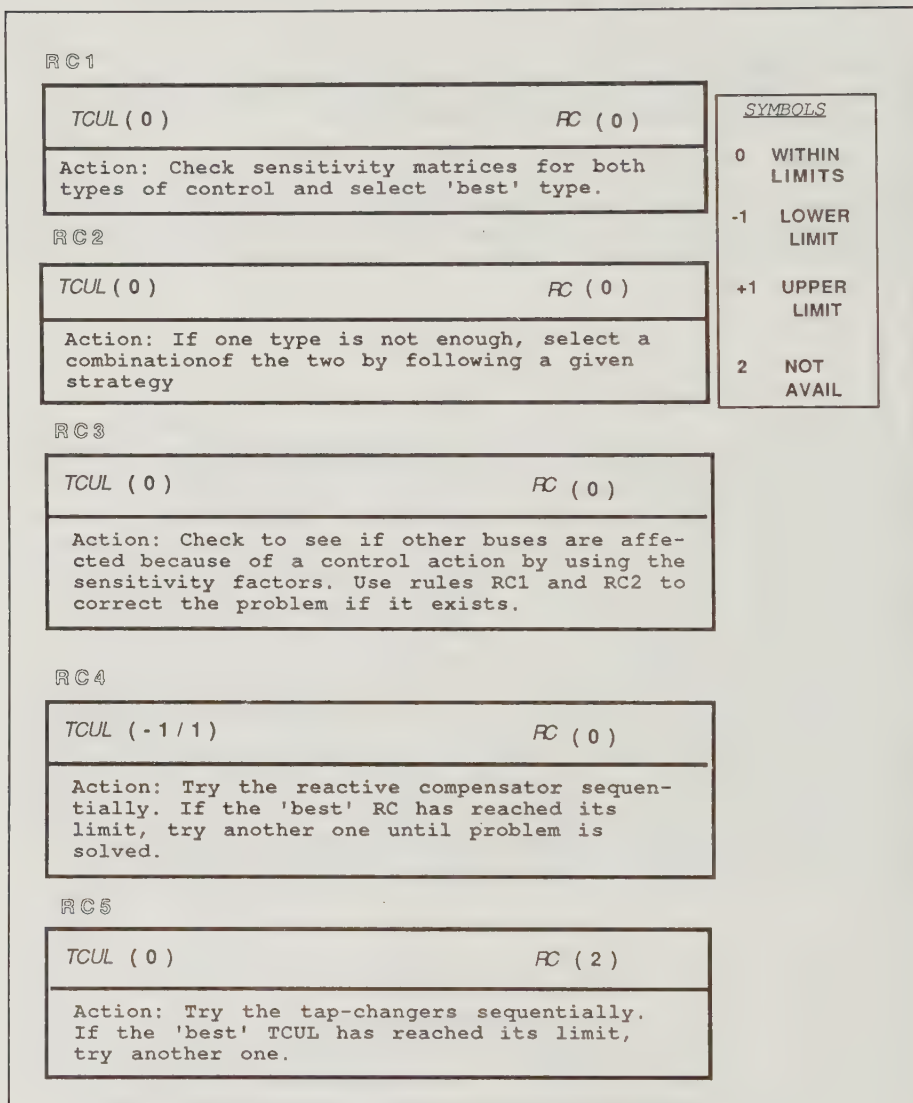 RC1
TCUL ( 0 ) RC ( 0 )
Action: Check sensitivity matrices for both
types of control and select 'best' type.
SYMBOLS
0 WITHIN
LIMITS
-1 LOWER
LIMIT
+1 UPPER
LIMIT
2 NOT
AVAIL
RC2
TCUL ( 0 ) RC ( 0 )
Action: If one type is not enough, select a
combinationof the two by following a given
strategy
RC3
TCUL ( 0 ) RC ( 0 )
Action: Check to see if other buses are affe-
cted because of a control action by using the
sensitivity factors. Use rules RC1 and RC2 to
correct the problem if it exists.
RC4
TCUL ( - 1 / 1 ) RC ( 0 )
Action: Try the reactive compensator sequen-
tially. If the 'best' RC has reached its
limit, try another one until problem is
solved.
RC5
TCUL ( 0 ) RC ( 2 )
Action: Try the tap-changers sequentially.
If the 'best' TCUL has reached its limit,
try another one.